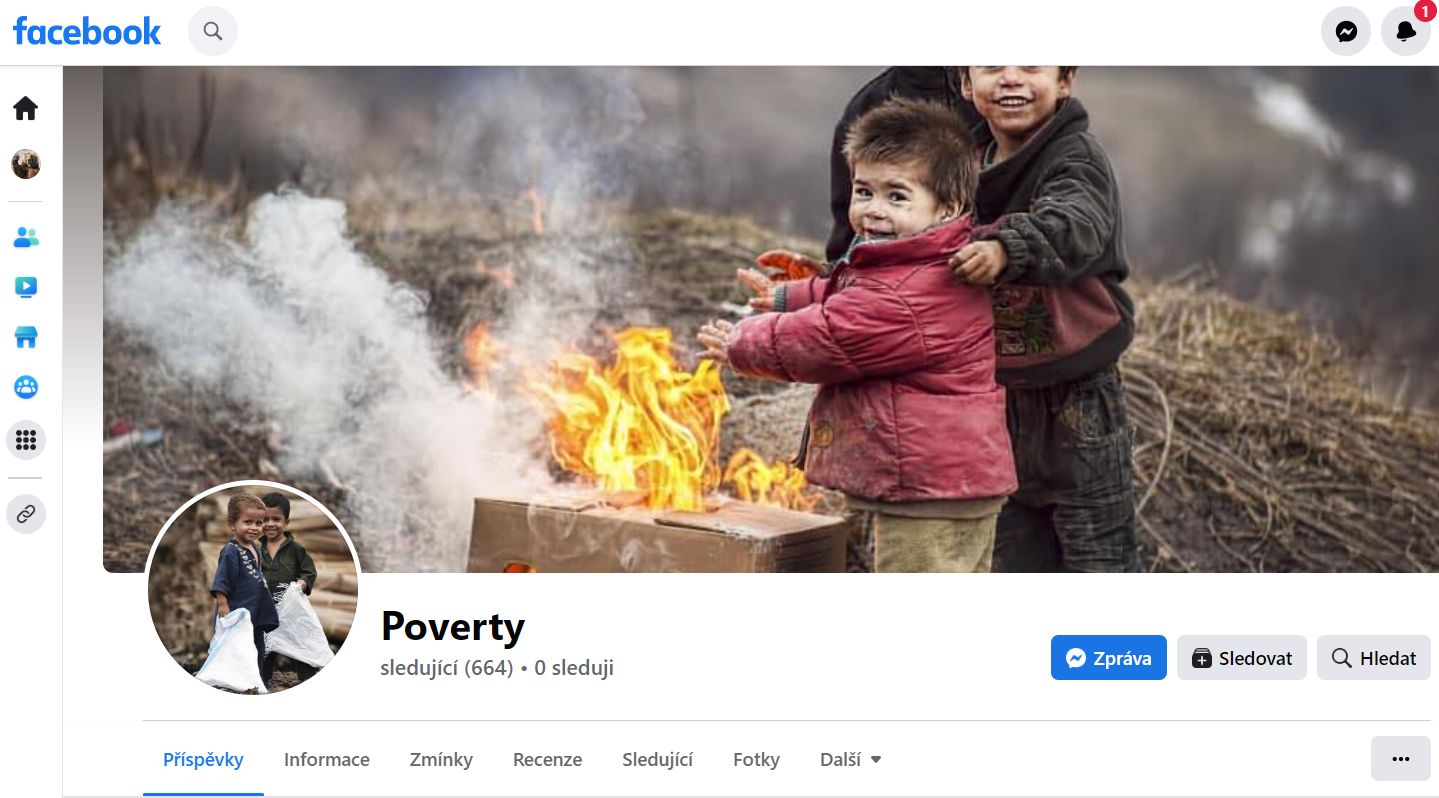 facebook
1
Poverty
sledující (664) • 0 sleduji
Zpráva
Sledovat
Hledat
Příspěvky
Informace
Zmínky
Recenze
Sledující
Fotky
Další